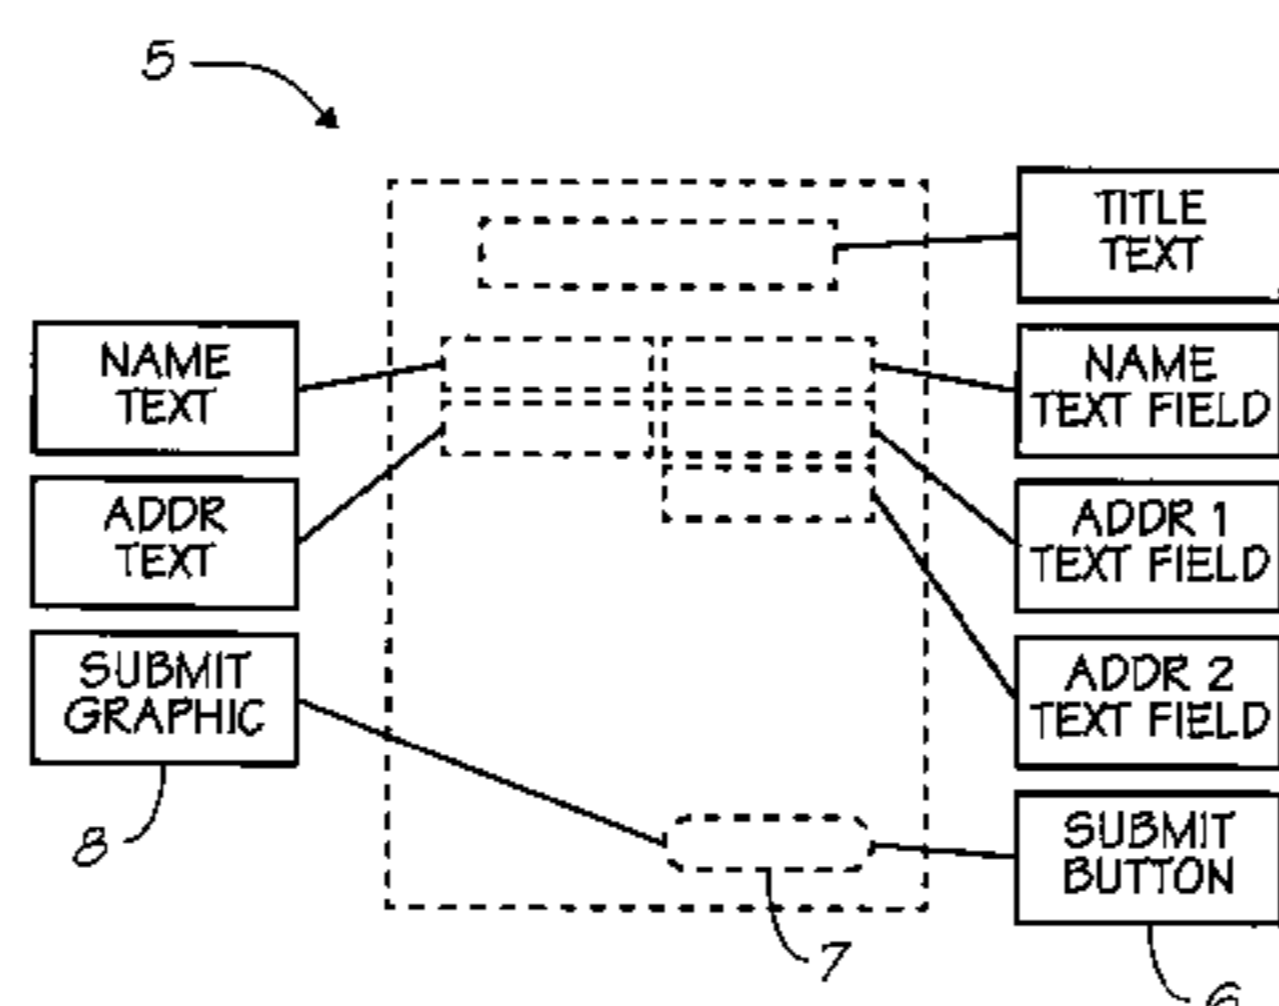 5
TITLE
TEXT
NAME
TEXT
NAME
TEXT FIELD
ADDR
TEXT
ADDR 1
TEXT FIELD
SUBMIT
GRAPHIC
ADDR 2
TEXT FIELD
SUBMIT
BUTTON
8
7
6